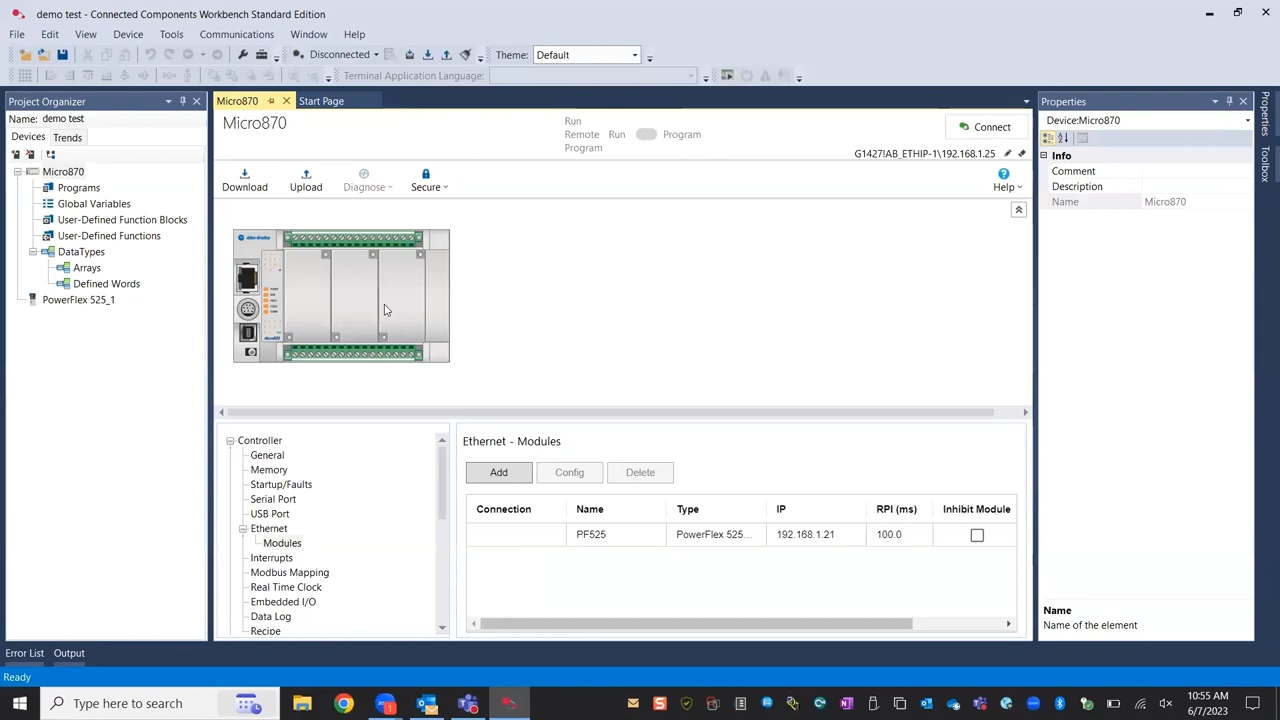 demo test - Connected Components Workbench Standard Edition
File Edit View Device Tools Communications Window Help
Disconnected Theme: Default
Terminal Application Language:
Project Organizer
Name: demo test
Devices Trends
Micro870
Programs
Global Variables
User-Defined Function Blocks
User-Defined Functions
DataTypes
Arrays
Defined Words
PowerFlex 525_1
Micro870 Start Page
Micro870
Run
Remote Run Program
Program
Connect
G1427!AB_ETHIP-1\192.168.1.25
Download Upload Diagnose Secure Help
Allen-Bradley
Controller
General
Memory
Startup/Faults
Serial Port
USB Port
Ethernet
Modules
Interrupts
Modbus Mapping
Real Time Clock
Embedded I/O
Data Log
Recipe
Ethernet - Modules
Add Config Delete
Connection Name Type IP RPI (ms) Inhibit Module
PF525 PowerFlex 525... 192.168.1.21 100.0
Properties
Device:Micro870
Info
Comment
Description
Name Micro870
Name
Name of the element
Properties
Toolbox
Error List Output
Ready
Type here to search
10:55 AM
6/7/2023